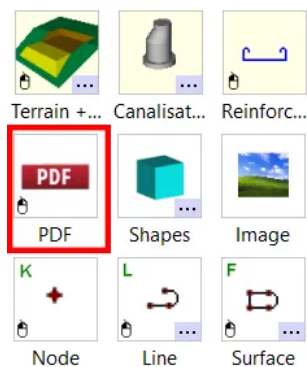 ...
Terrain +... Canalisat... Reinforc...
PDF
...
PDF Shapes Image
K L F
... ...
Node Line Surface